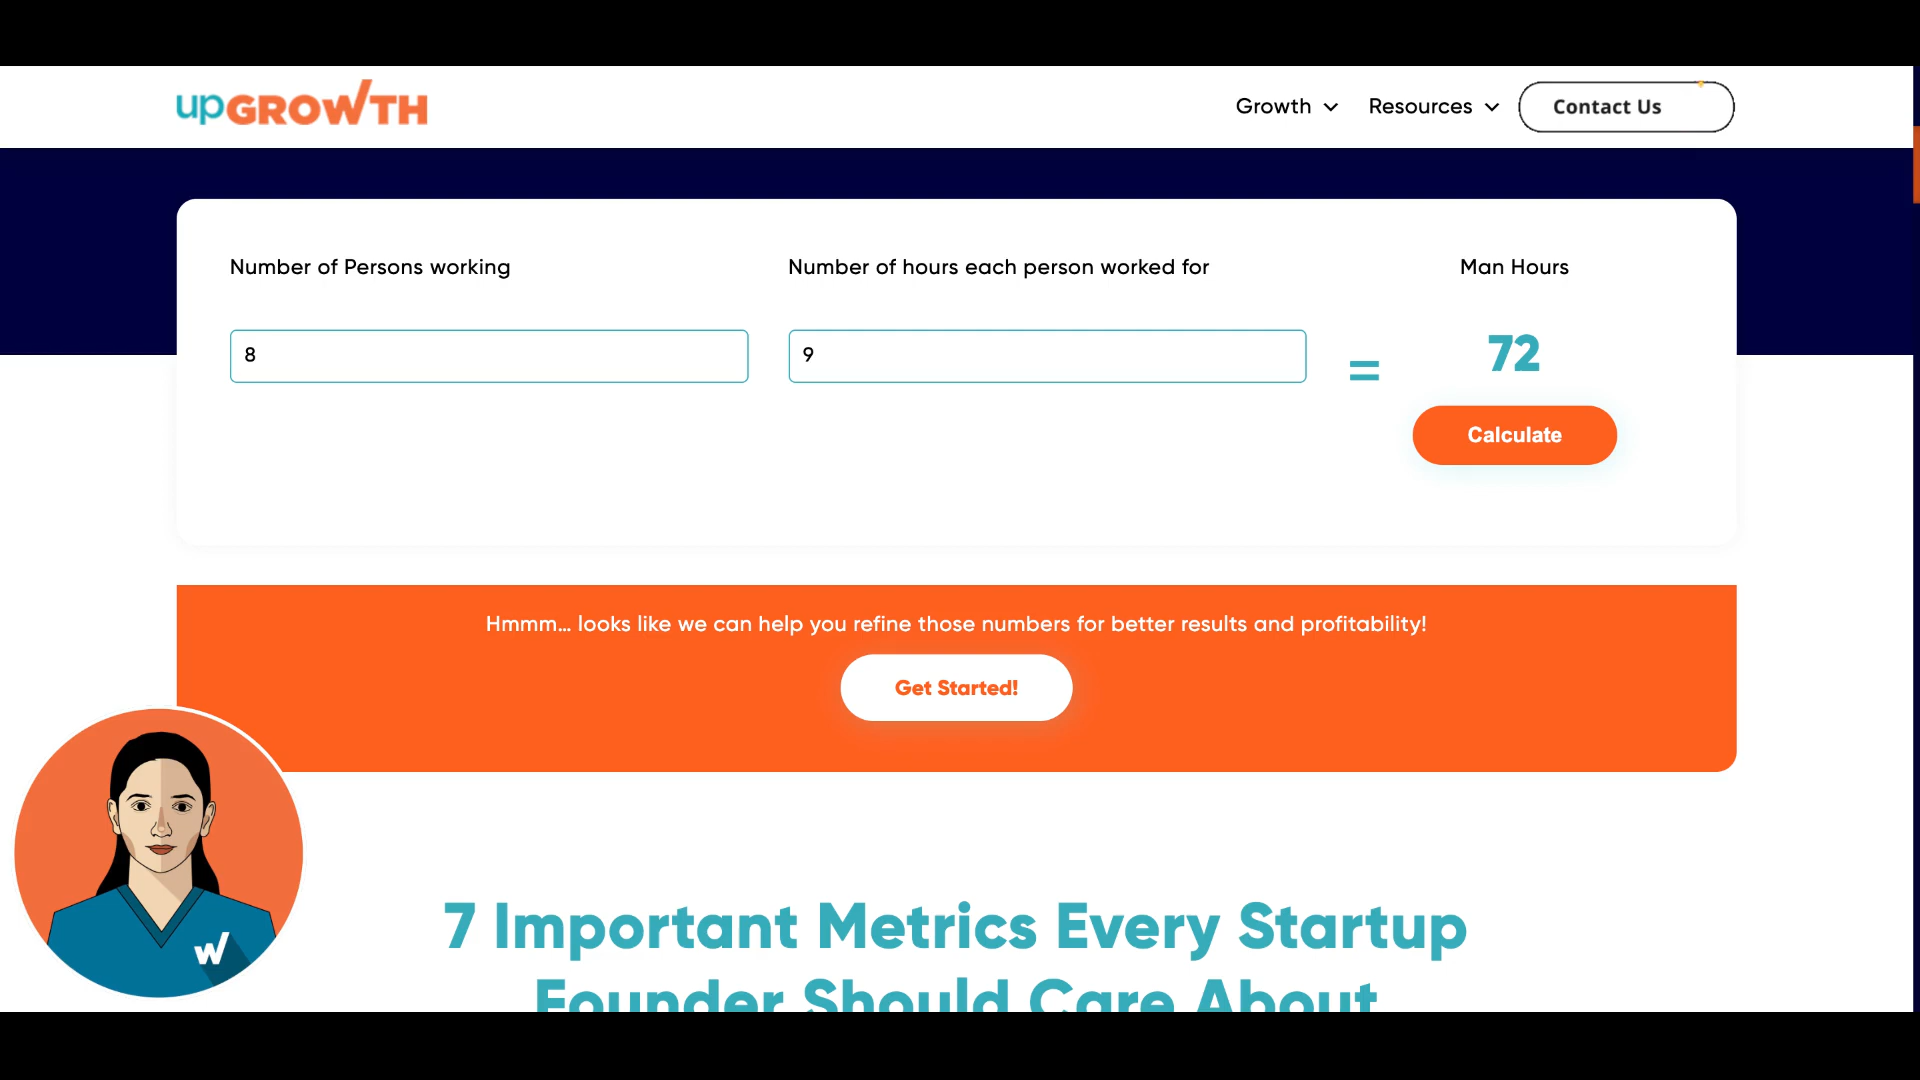 upGROWTH
Growth
Resources
Contact Us
Number of Persons working
Number of hours each person worked for
Man Hours
8
9
=
72
Calculate
Hmmm... looks like we can help you refine those numbers for better results and profitability!
Get Started!
7 Important Metrics Every Startup
Founder Should Care About
W